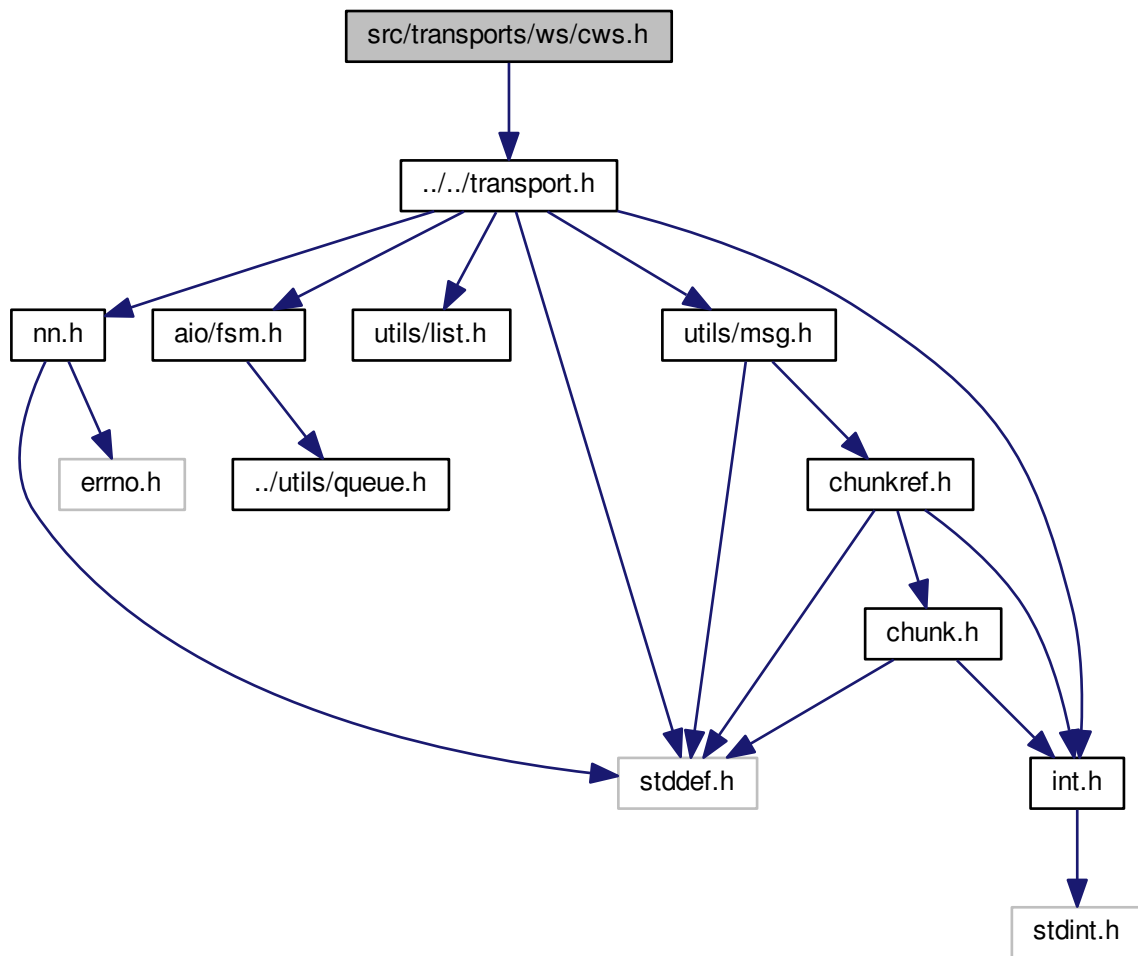 src/transports/ws/cws.h
../../transport.h
nn.h
aio/fsm.h
utils/list.h
utils/msg.h
errno.h
../utils/queue.h
chunkref.h
chunk.h
stddef.h
int.h
stdint.h